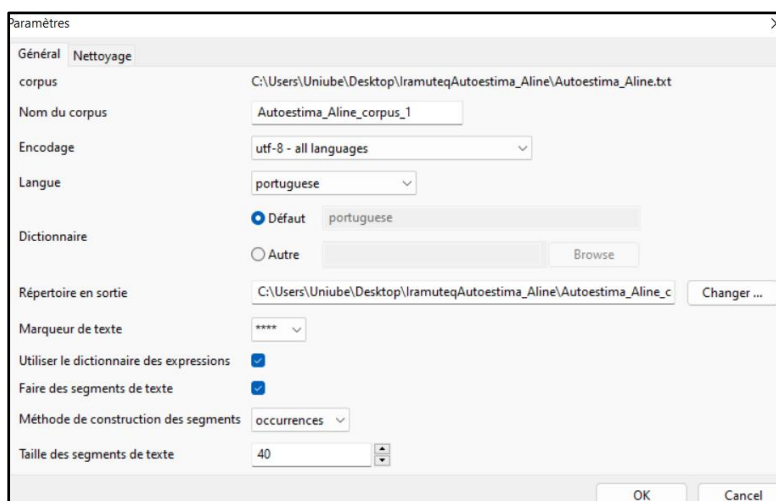 Paramètres
Général Nettoyage
corpus C:\Users\Uniube\Desktop\IramuteqAutoestima_Aline\Autoestima_Aline.txt
Nom du corpus Autoestima_Aline_corpus_1
Encodage utf-8 - all languages
Langue portuguese
Dictionnaire
Défaut portuguese
Autre Browse
Répertoire en sortie C:\Users\Uniube\Desktop\IramuteqAutoestima_Aline\Autoestima_Aline_c Changer ...
Marqueur de texte ****
Utiliser le dictionnaire des expressions
Faire des segments de texte
Méthode de construction des segments occurrences
Taille des segments de texte 40
OK Cancel